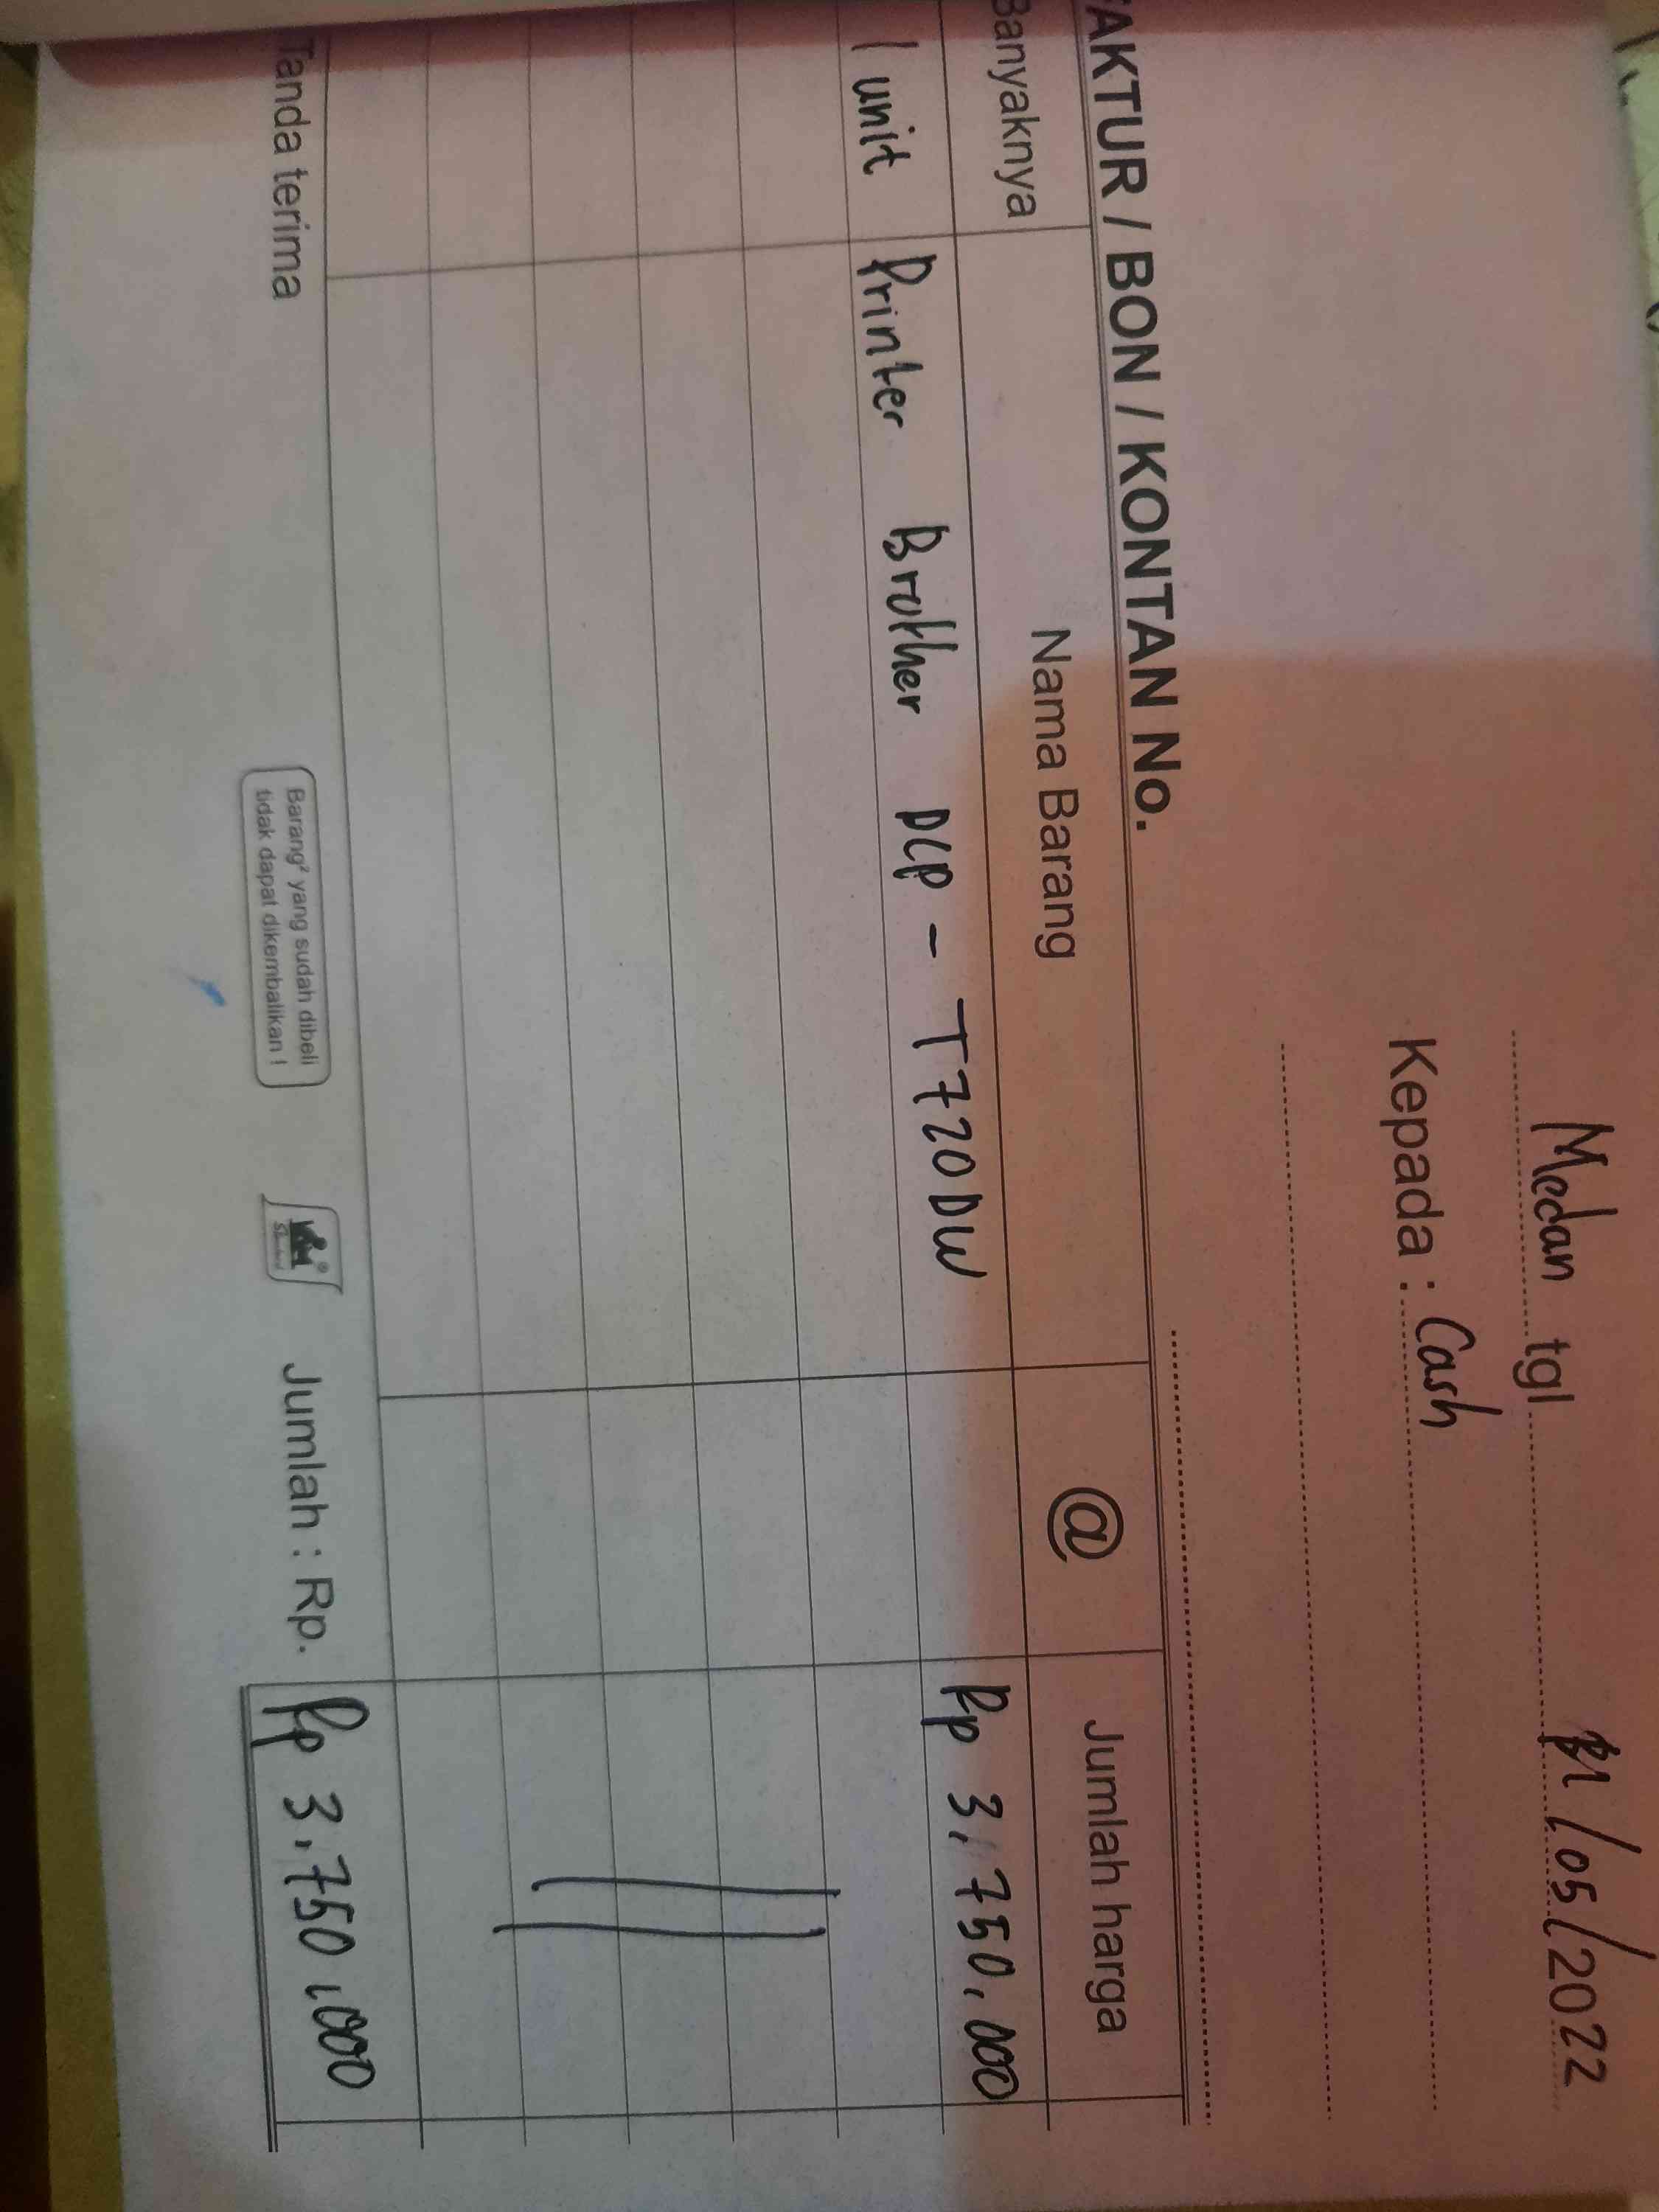 Medan tgl /05/2022
Kepada : Cash
FAKTUR / BON / KONTAN No.
Banyaknya Nama Barang @ Jumlah harga
1 unit Printer Brother DCP - T720DW Rp 3.750.000
Jumlah : Rp. Rp 3.750.000
Tanda terima
Barang² yang sudah dibeli
tidak dapat dikembalikan !